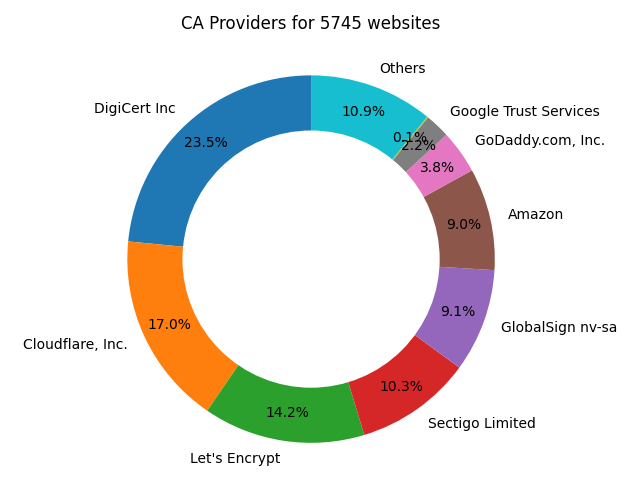 CA Providers for 5745 websites
Others
Google Trust Services
DigiCert Inc
10.9%
0.1%
2.2%
GoDaddy.com, Inc.
23.5%
3.8%
Amazon
9.0%
17.0%
9.1%
GlobalSign nv-sa
Cloudflare, Inc.
10.3%
14.2%
Sectigo Limited
Let's Encrypt